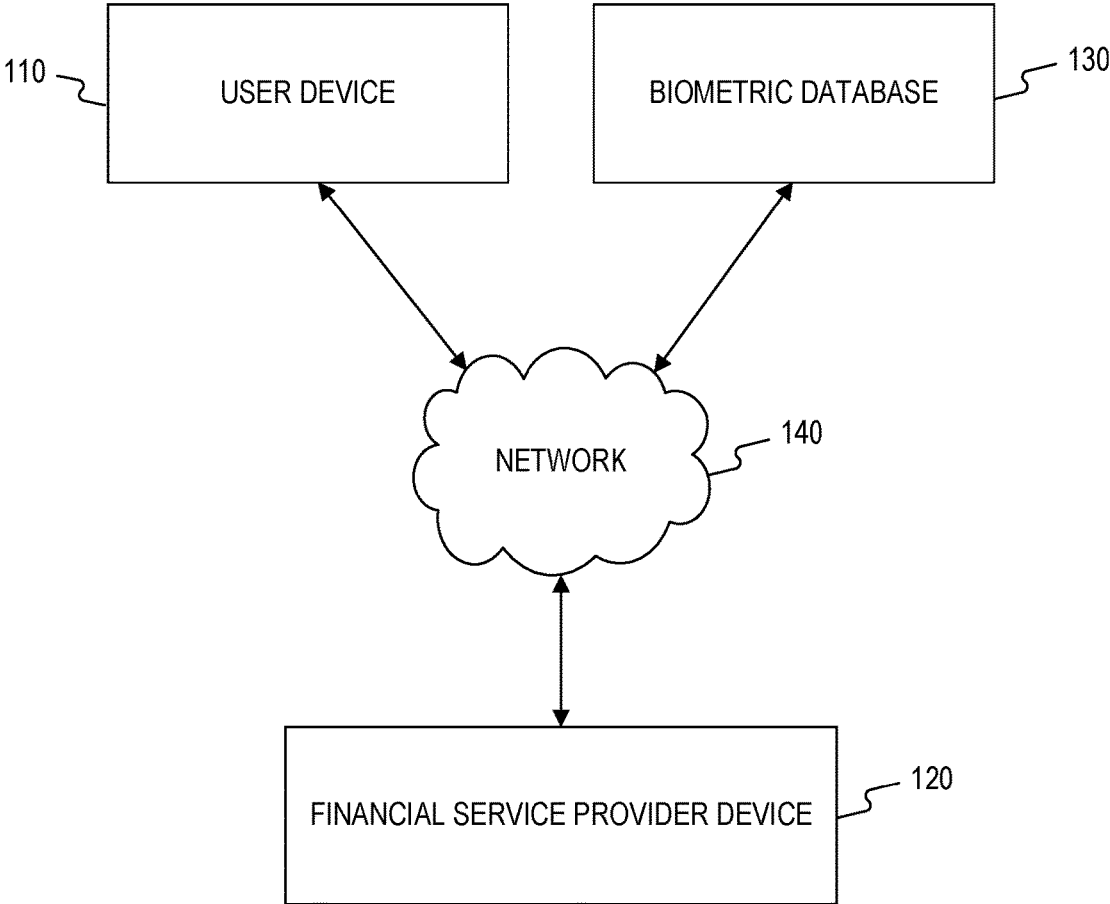 110
USER DEVICE
BIOMETRIC DATABASE
130
NETWORK
140
FINANCIAL SERVICE PROVIDER DEVICE
120